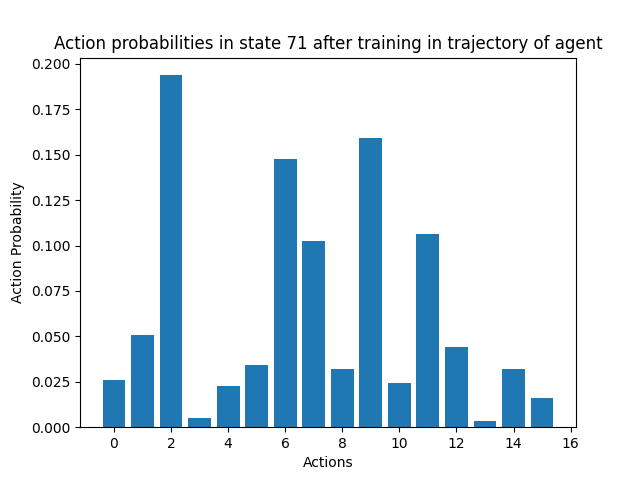 Action probabilities in state 71 after training in trajectory of agent
0.200
0.175
0.150
0.125
0.100
0.075
0.050
0.025
0.000
Action Probability
0 2 4 6 8 10 12 14 16
Actions